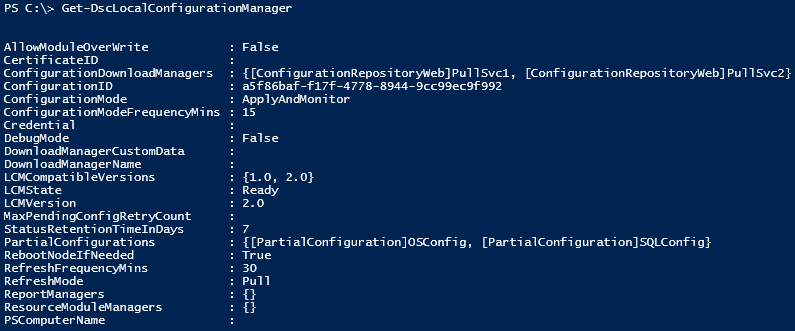 PS C:\> Get-DscLocalConfigurationManager
AllowModuleOverWrite : False
CertificateID :
ConfigurationDownloadManagers : {[ConfigurationRepositoryWeb]PullSvc1, [ConfigurationRepositoryWeb]PullSvc2}
ConfigurationID : a5f86baf-f17f-4778-8944-9cc99ec9f992
ConfigurationMode : ApplyAndMonitor
ConfigurationModeFrequencyMins : 15
Credential :
DebugMode : False
DownloadManagerCustomData :
DownloadManagerName :
LCMCompatibleVersions : {1.0, 2.0}
LCMState : Ready
LCMVersion : 2.0
MaxPendingConfigRetryCount :
StatusRetentionTimeInDays : 7
PartialConfigurations : {[PartialConfiguration]OSConfig, [PartialConfiguration]SQLConfig}
RebootNodeIfNeeded : True
RefreshFrequencyMins : 30
RefreshMode : Pull
ReportManagers : {}
ResourceModuleManagers : {}
PSComputerName :